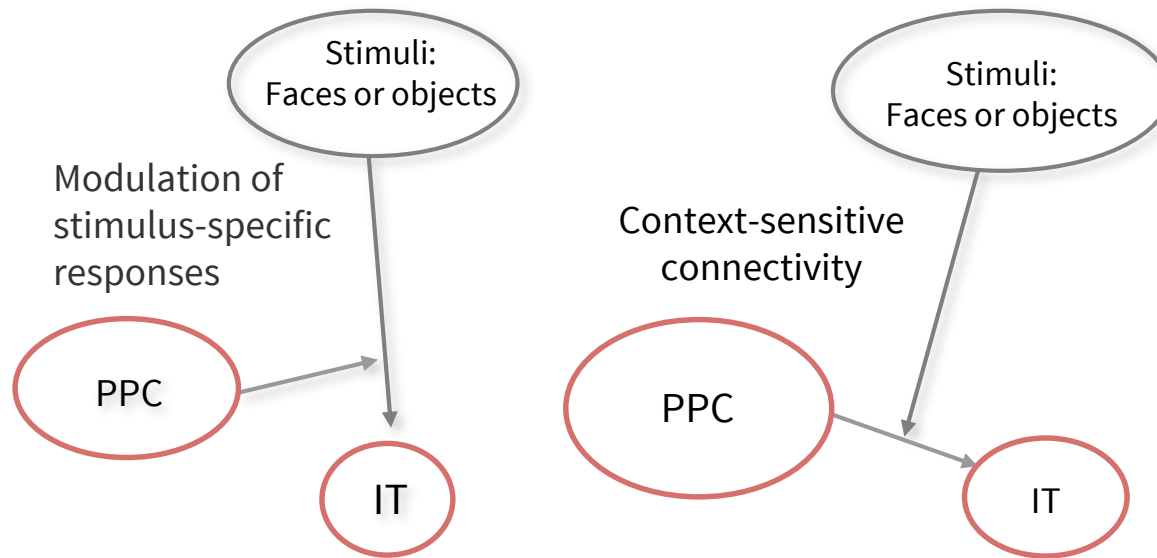 Stimuli:
Faces or objects
Modulation of
stimulus-specific
responses
PPC
IT
Stimuli:
Faces or objects
Context-sensitive
connectivity
PPC
IT